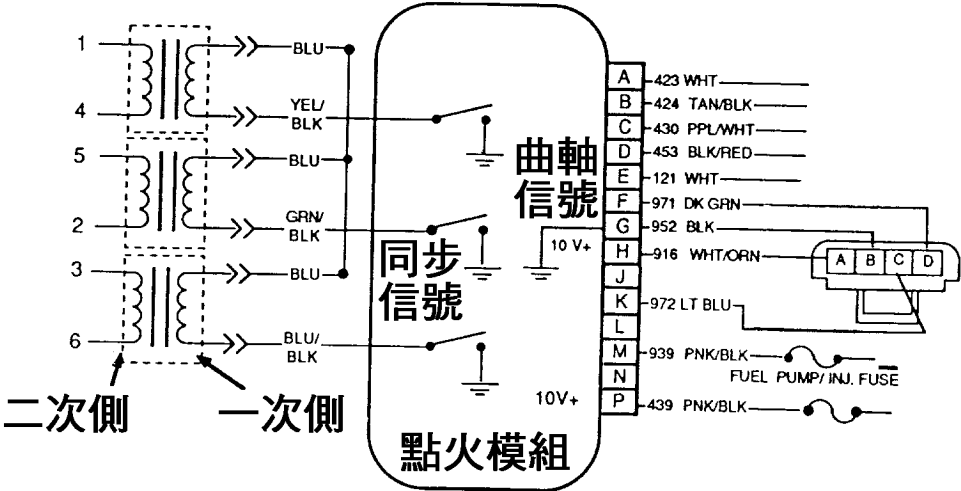 1
BLU
4
YEL/
BLK
5
BLU
2
GRN/
BLK
3
BLU
6
BLU/
BLK
二次側
一次側
同步
信號
曲軸
信號
10 V+
10V+
點火模組
A 423 WHT
B 424 TAN/BLK
C 430 PPL/WHT
D 453 BLK/RED
E 121 WHT
F 971 DK GRN
G 952 BLK
H 916 WHT/ORN
J
K 972 LT BLU
L
M 939 PNK/BLK
N
P 439 PNK/BLK
A B C D
FUEL PUMP/ INJ. FUSE